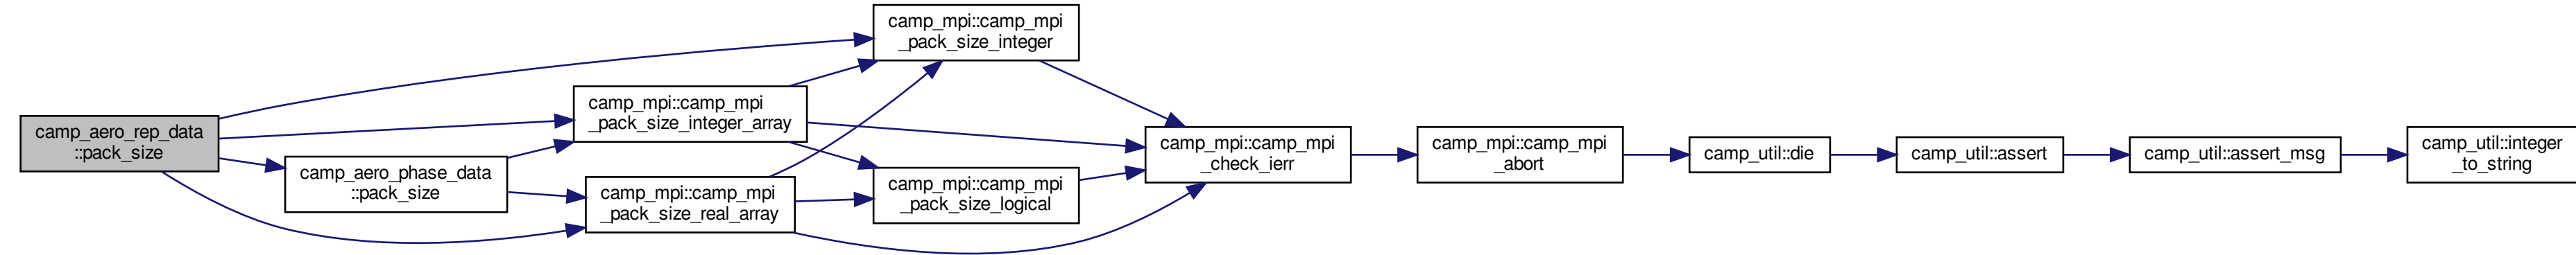 camp_aero_rep_data
::pack_size
camp_aero_phase_data
::pack_size
camp_mpi::camp_mpi
_pack_size_integer_array
camp_mpi::camp_mpi
_pack_size_real_array
camp_mpi::camp_mpi
_pack_size_integer
camp_mpi::camp_mpi
_pack_size_logical
camp_mpi::camp_mpi
_check_ierr
camp_mpi::camp_mpi
_abort
camp_util::die
camp_util::assert
camp_util::assert_msg
camp_util::integer
_to_string